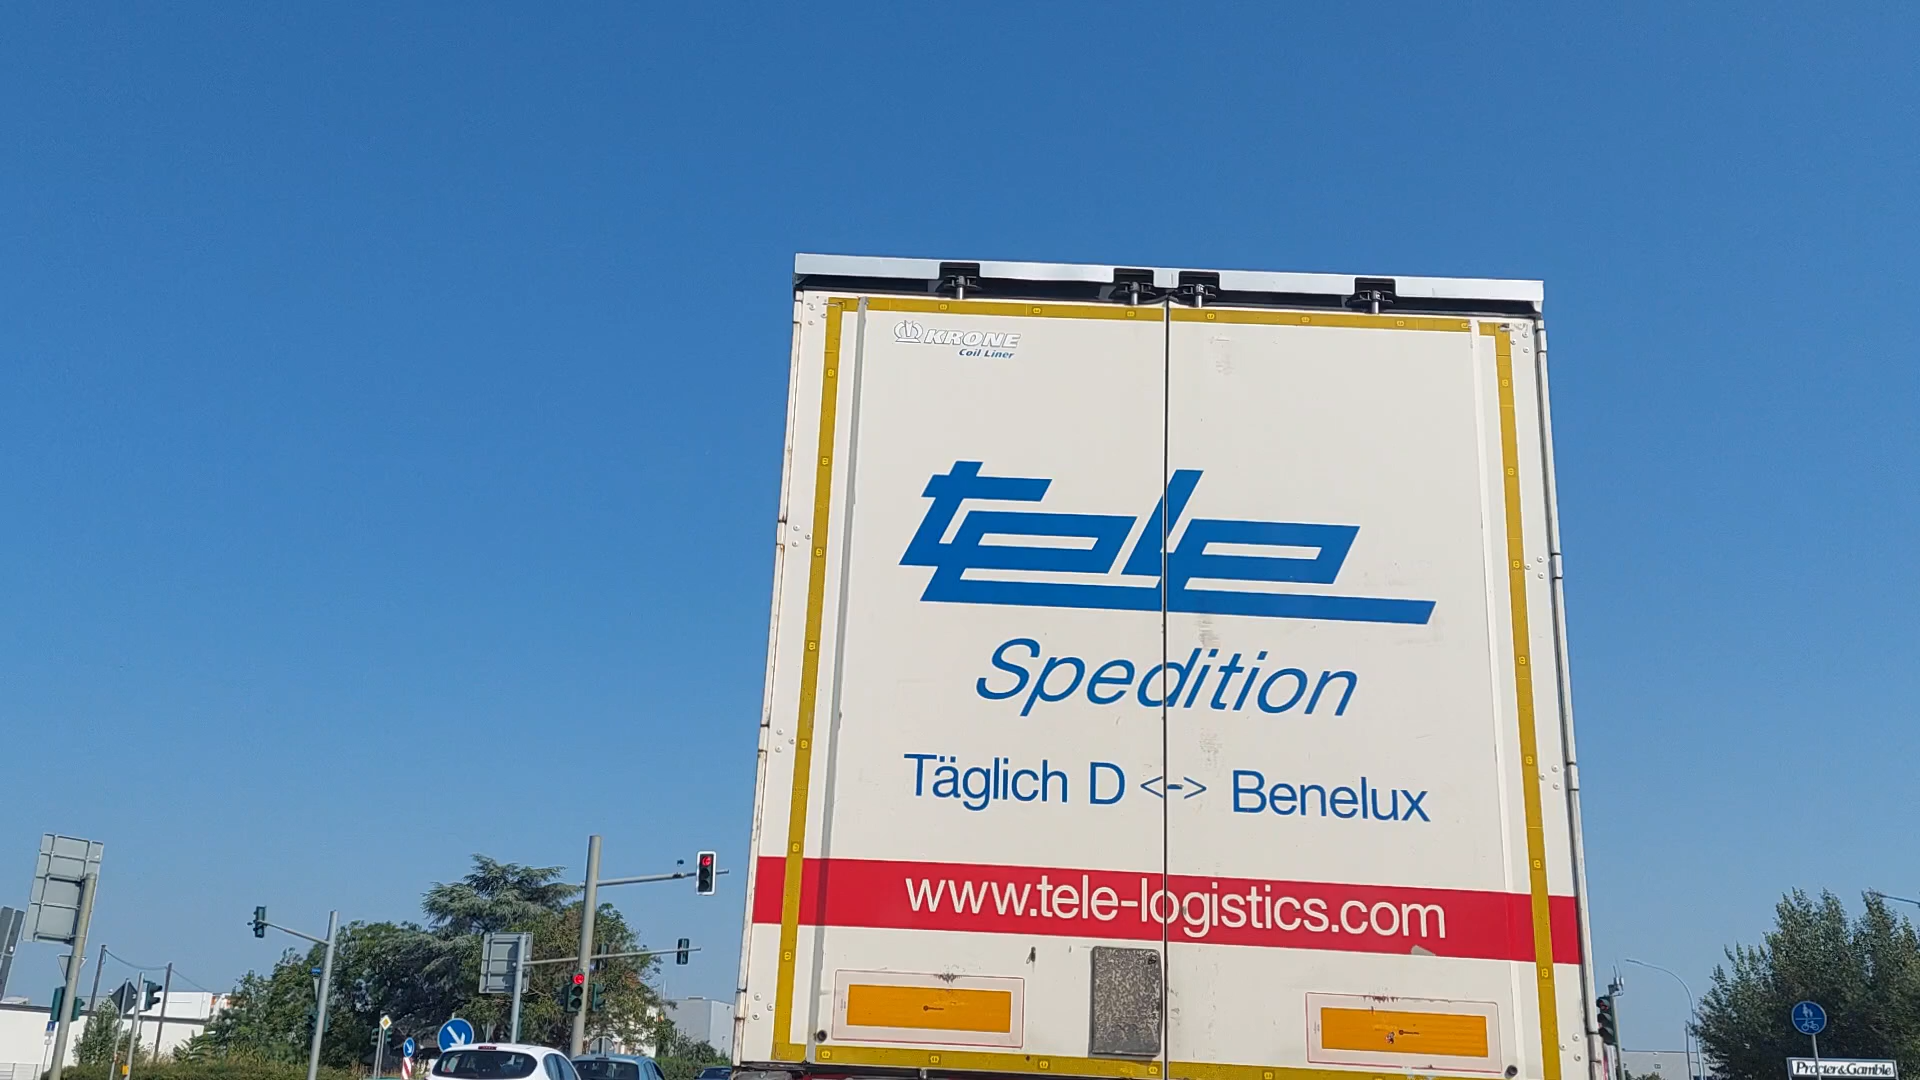 KRONE
Coil Liner
tele
Spedition
Täglich D <-> Benelux
www.tele-logistics.com
Procter&Gamble